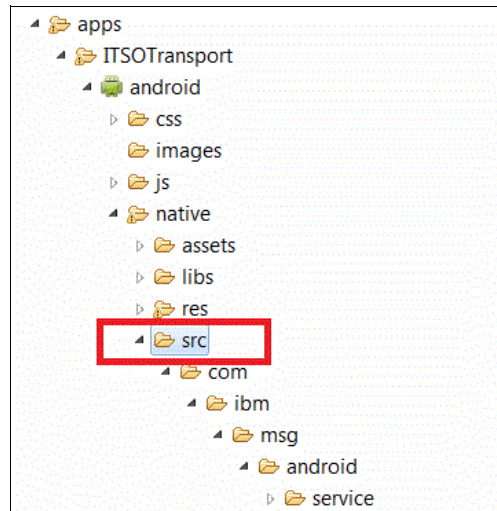 apps
ITSOTransport
android
css
images
js
native
assets
libs
res
src
com
ibm
msg
android
service